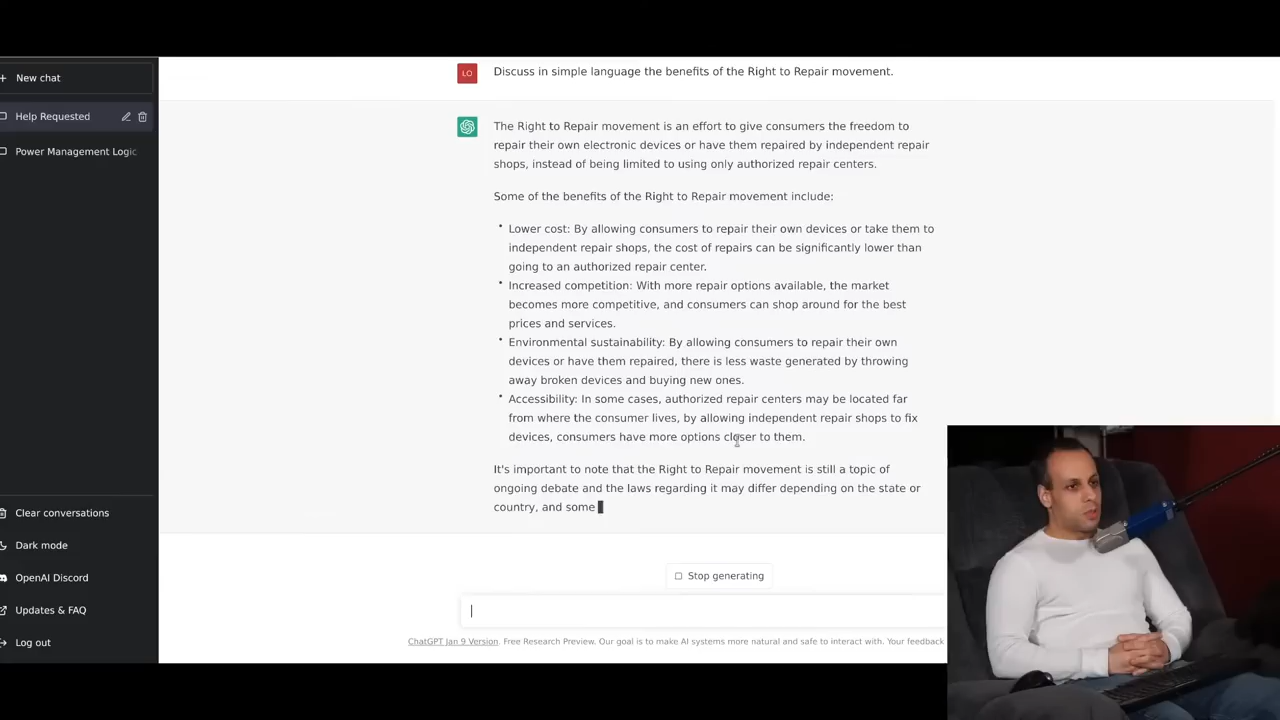 New chat
Help Requested
Power Management Logic
LO
Discuss in simple language the benefits of the Right to Repair movement.
The Right to Repair movement is an effort to give consumers the freedom to
repair their own electronic devices or have them repaired by independent repair
shops, instead of being limited to using only authorized repair centers.
Some of the benefits of the Right to Repair movement include:
• Lower cost: By allowing consumers to repair their own devices or take them to
independent repair shops, the cost of repairs can be significantly lower than
going to an authorized repair center.
• Increased competition: With more repair options available, the market
becomes more competitive, and consumers can shop around for the best
prices and services.
• Environmental sustainability: By allowing consumers to repair their own
devices or have them repaired, there is less waste generated by throwing
away broken devices and buying new ones.
• Accessibility: In some cases, authorized repair centers may be located far
from where the consumer lives, by allowing independent repair shops to fix
devices, consumers have more options closer to them.
It's important to note that the Right to Repair movement is still a topic of
ongoing debate and the laws regarding it may differ depending on the state or
country, and some
Stop generating
ChatGPT Jan 9 Version. Free Research Preview. Our goal is to make AI systems more natural and safe to interact with. Your feedback
Clear conversations
Dark mode
OpenAI Discord
Updates & FAQ
Log out